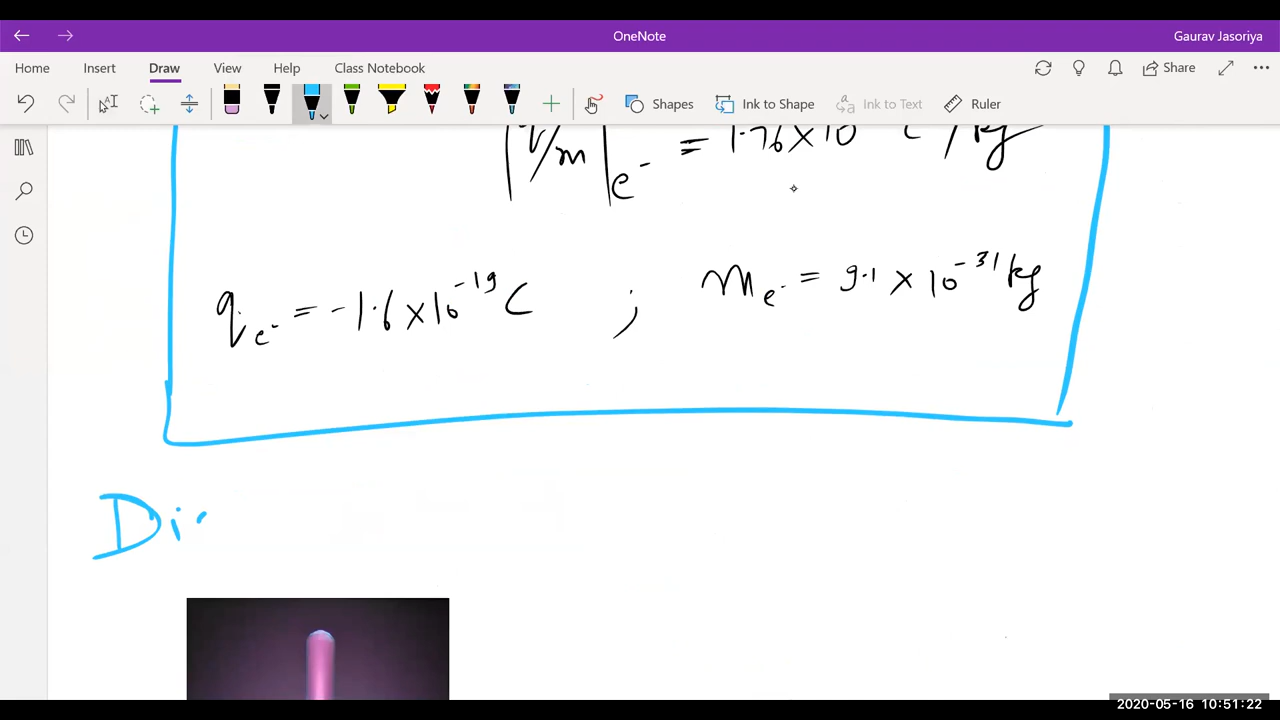 OneNote
Gaurav Jasoriya
Home Insert Draw View Help Class Notebook Share
Shapes Ink to Shape Ink to Text Ruler
|q/m|e- = 1.76×10 C/kg
qe- = -1.6×10^-19 C ; me- = 9.1×10^-31 kg
Di
2020-05-16 10:51:22